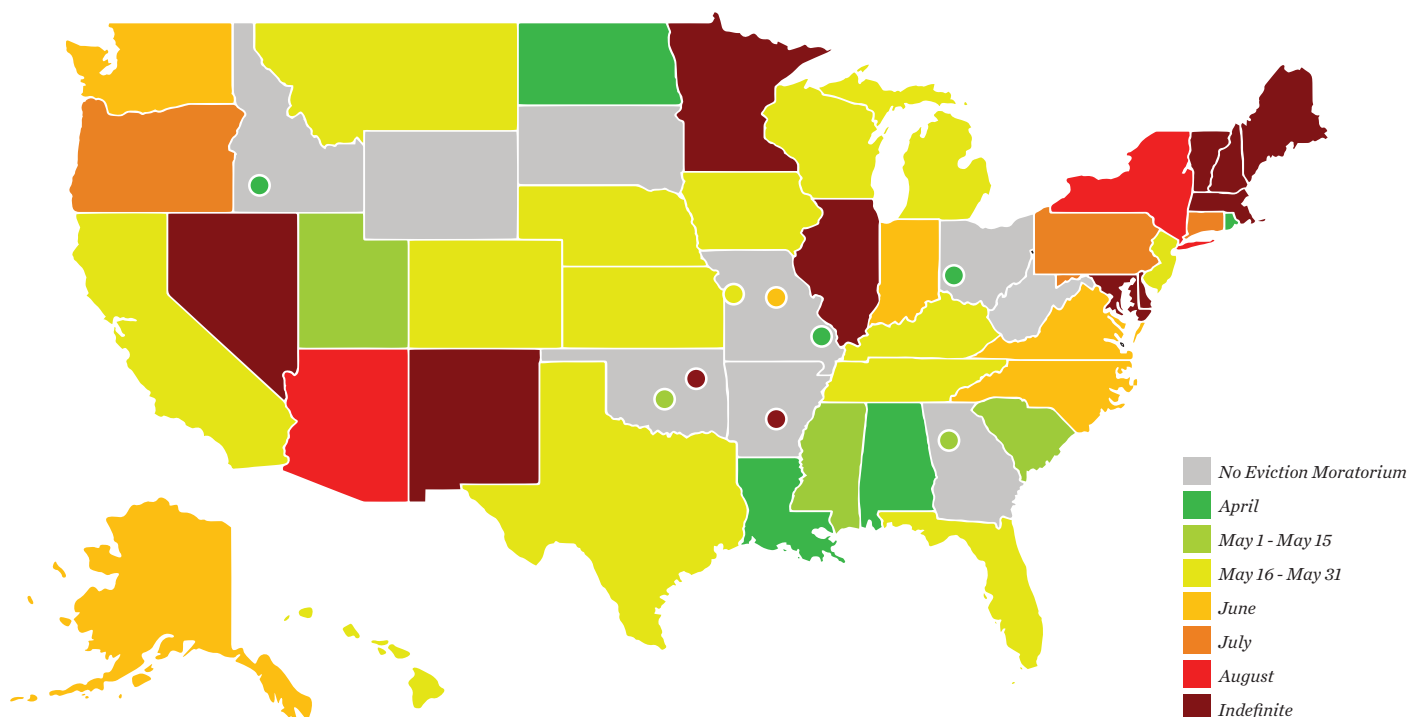 No Eviction Moratorium
April
May 1 - May 15
May 16 - May 31
June
July
August
Indefinite